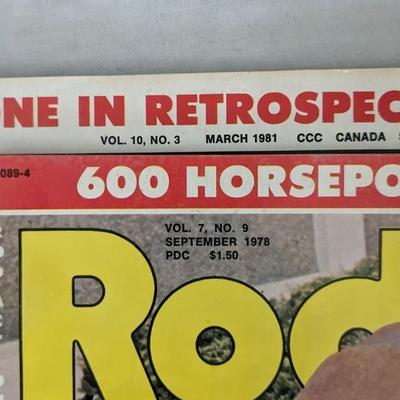 NE IN RETROSPEC
VOL. 10, NO. 3 MARCH 1981 CCC CANADA
089-4
600 HORSEPO
VOL. 7, NO. 9
SEPTEMBER 1978
PDC $1.50
Rod